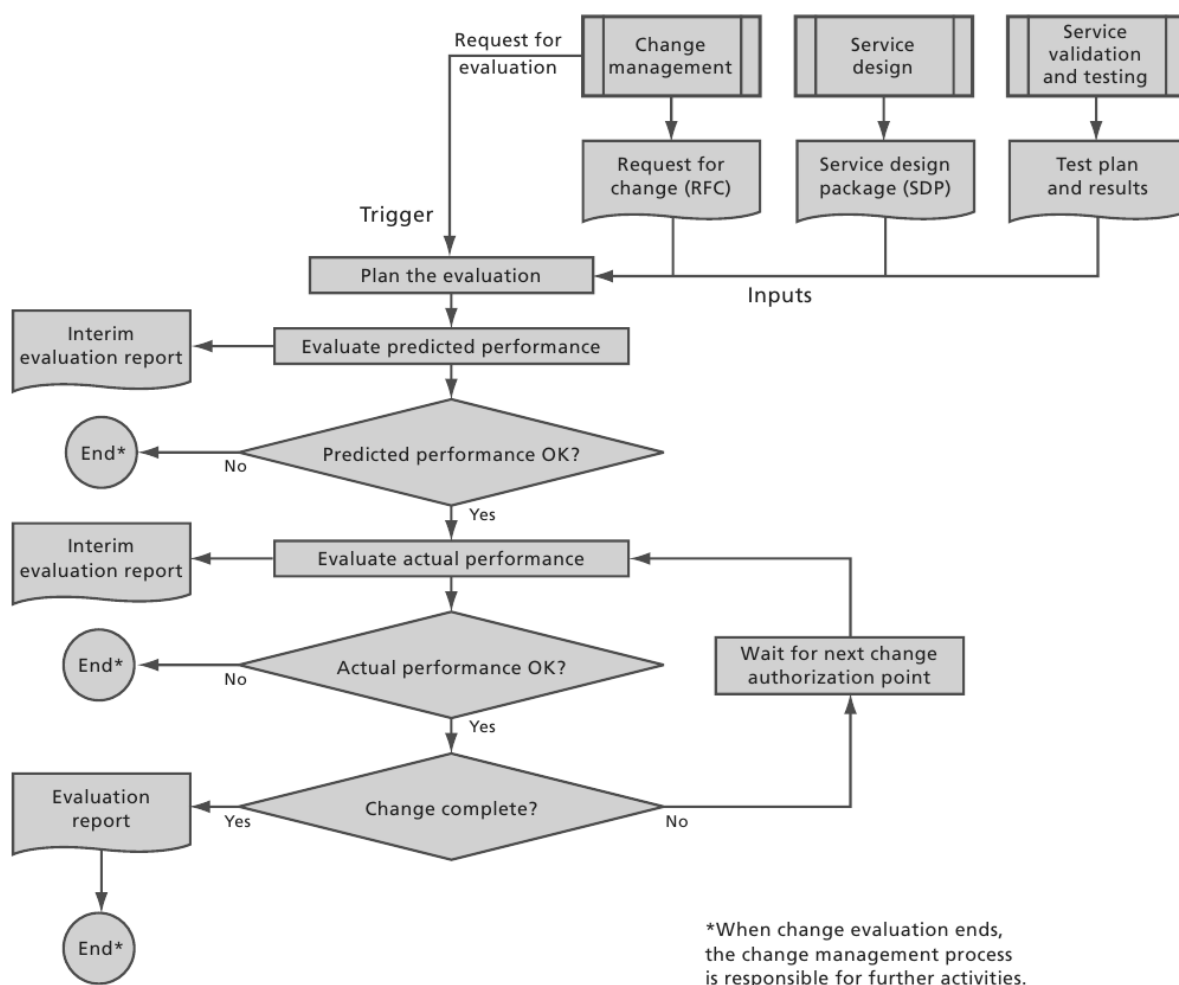 Request for
evaluation
Change
management
Service
design
Service
validation
and testing
Request for
change (RFC)
Service design
package (SDP)
Test plan
and results
Trigger
Plan the evaluation
Inputs
Interim
evaluation report
Evaluate predicted performance
End*
No
Predicted performance OK?
Yes
Interim
evaluation report
Evaluate actual performance
End*
No
Actual performance OK?
Wait for next change
authorization point
Yes
Evaluation
report
Yes
Change complete?
No
End*
*When change evaluation ends,
the change management process
is responsible for further activities.